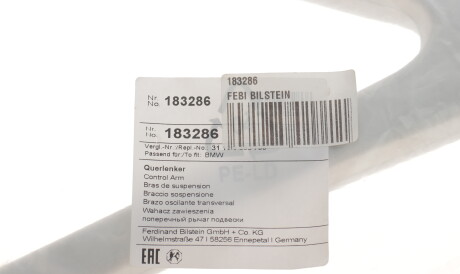 183286
FEBI BILSTEIN
Nr.
No. 183286
Nr.
No. 183286
Vergl.-Nr./Repl.-No.: 31
Passend für/To fit: BMW
Querlenker
Control Arm
Bras de suspension
Braccio sospensione
Brazo oscilante transversal
Wahacz zawieszenia
поперечный рычаг подвески
Ferdinand Bilstein GmbH + Co. KG
Wilhelmstraße 47 | 58256 Ennepetal | Germany
EAC
PE-LD